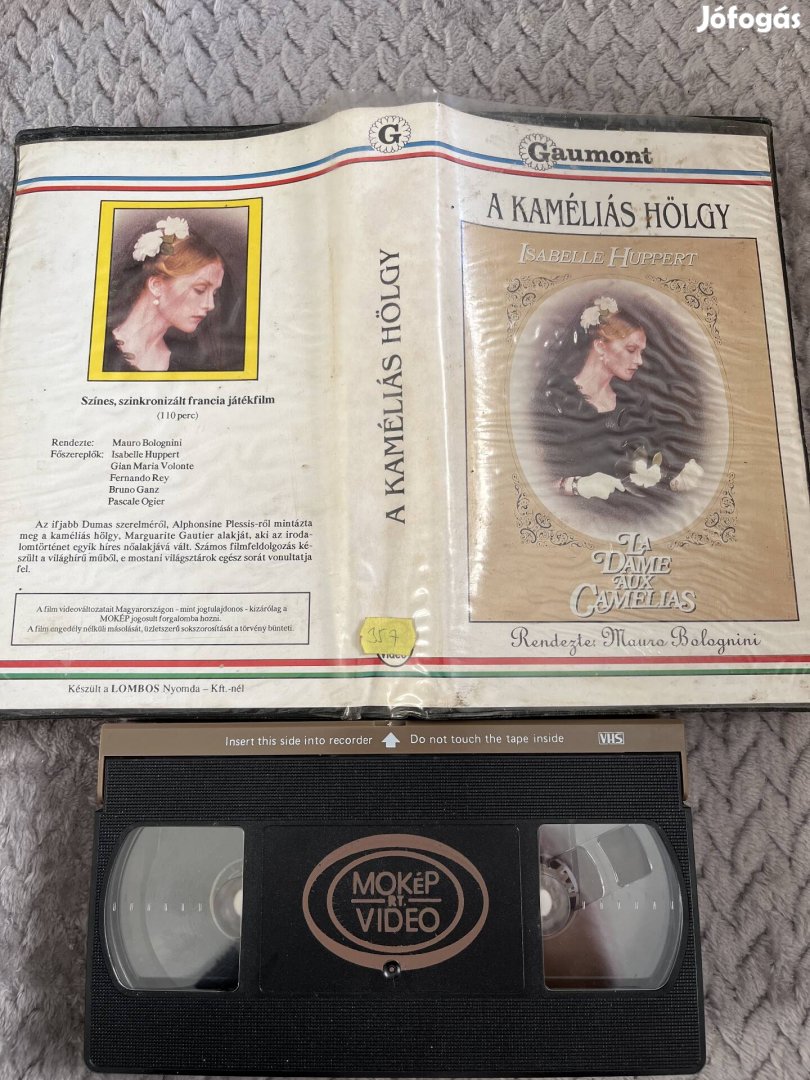 Jófogás
G
Gaumont
A KAMÉLIÁS HÖLGY
ISABELLE HUPPERT
LA
DAME
AUX
CAMELIAS
Rendezte: Mauro Bolognini
A KAMÉLIÁS HÖLGY
357
Video
Színes, szinkronizált francia játékfilm
(110 perc)
Rendezte: Mauro Bolognini
Főszereplők: Isabelle Huppert
Gian Maria Volonte
Fernando Rey
Bruno Ganz
Pascale Ogier
Az ifjabb Dumas szerelméről, Alphonsine Plessis-ről mintázta
meg a kaméliás hölgy, Marguarite Gautier alakját, aki az iroda-
lomtörténet egyik híres nőalakjává vált. Számos filmfeldolgozás ké-
szült a világhírű műből, e mostani világsztárok egész sorát vonultatja
fel.
A film videováltozatait Magyarországon - mint jogtulajdonos - kizárólag a
MOKÉP jogosult forgalomba hozni.
A film engedély nélküli másolását, üzletszerű sokszorosítását a törvény bünteti.
Készült a LOMBOS Nyomda – Kft.-nél
Insert this side into recorder Do not touch the tape inside VHS
MOKÉP
RT.
VIDEO